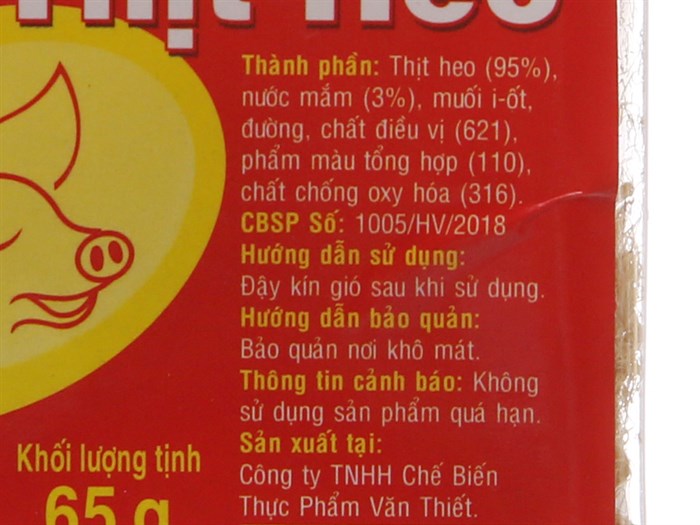 Thịt Heo
Thành phần: Thịt heo (95%),
nước mắm (3%), muối i-ốt,
đường, chất điều vị (621),
phẩm màu tổng hợp (110),
chất chống oxy hóa (316).
CBSP Số: 1005/HV/2018
Hướng dẫn sử dụng:
Đậy kín gió sau khi sử dụng.
Hướng dẫn bảo quản:
Bảo quản nơi khô mát.
Thông tin cảnh báo: Không
sử dụng sản phẩm quá hạn.
Sản xuất tại:
Công ty TNHH Chế Biến
Thực Phẩm Văn Thiết.
Khối lượng tịnh
65 g